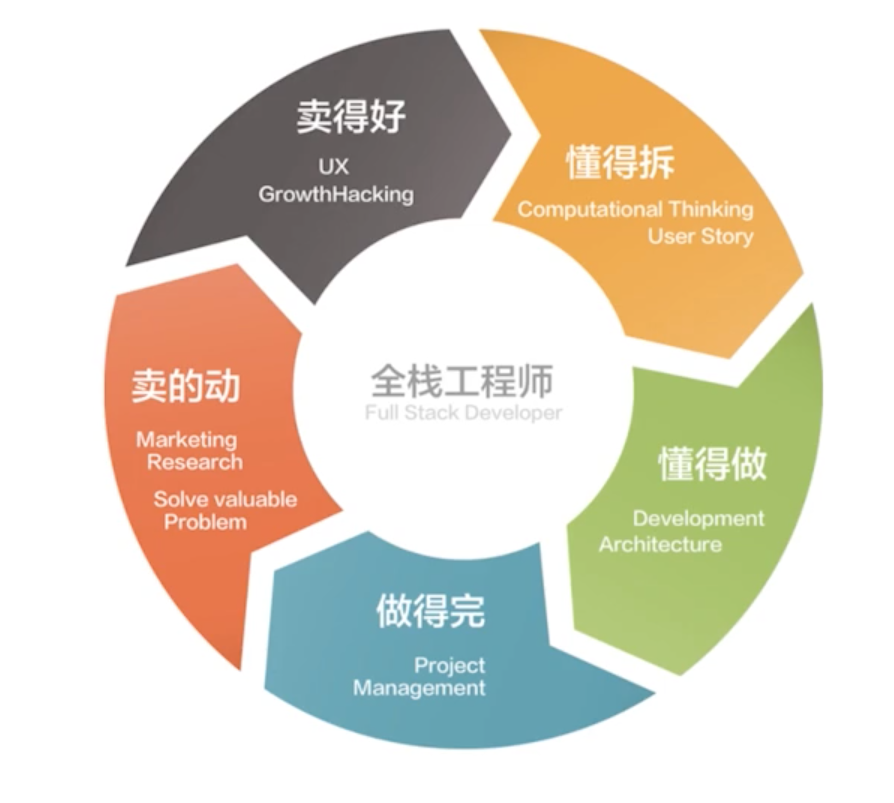 卖得好
UX
GrowthHacking
懂得拆
Computational Thinking
User Story
懂得做
Development
Architecture
做得完
Project
Management
卖的动
Marketing
Research
Solve valuable
Problem
全栈工程师
Full Stack Developer